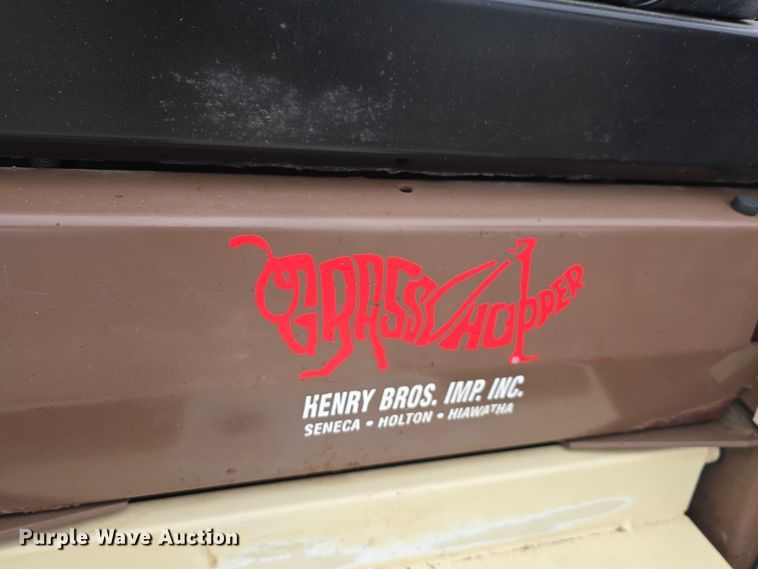 GRASSHOPPER
HENRY BROS. IMP. INC.
SENECA • HOLTON • HIAWATHA
Purple Wave Auction